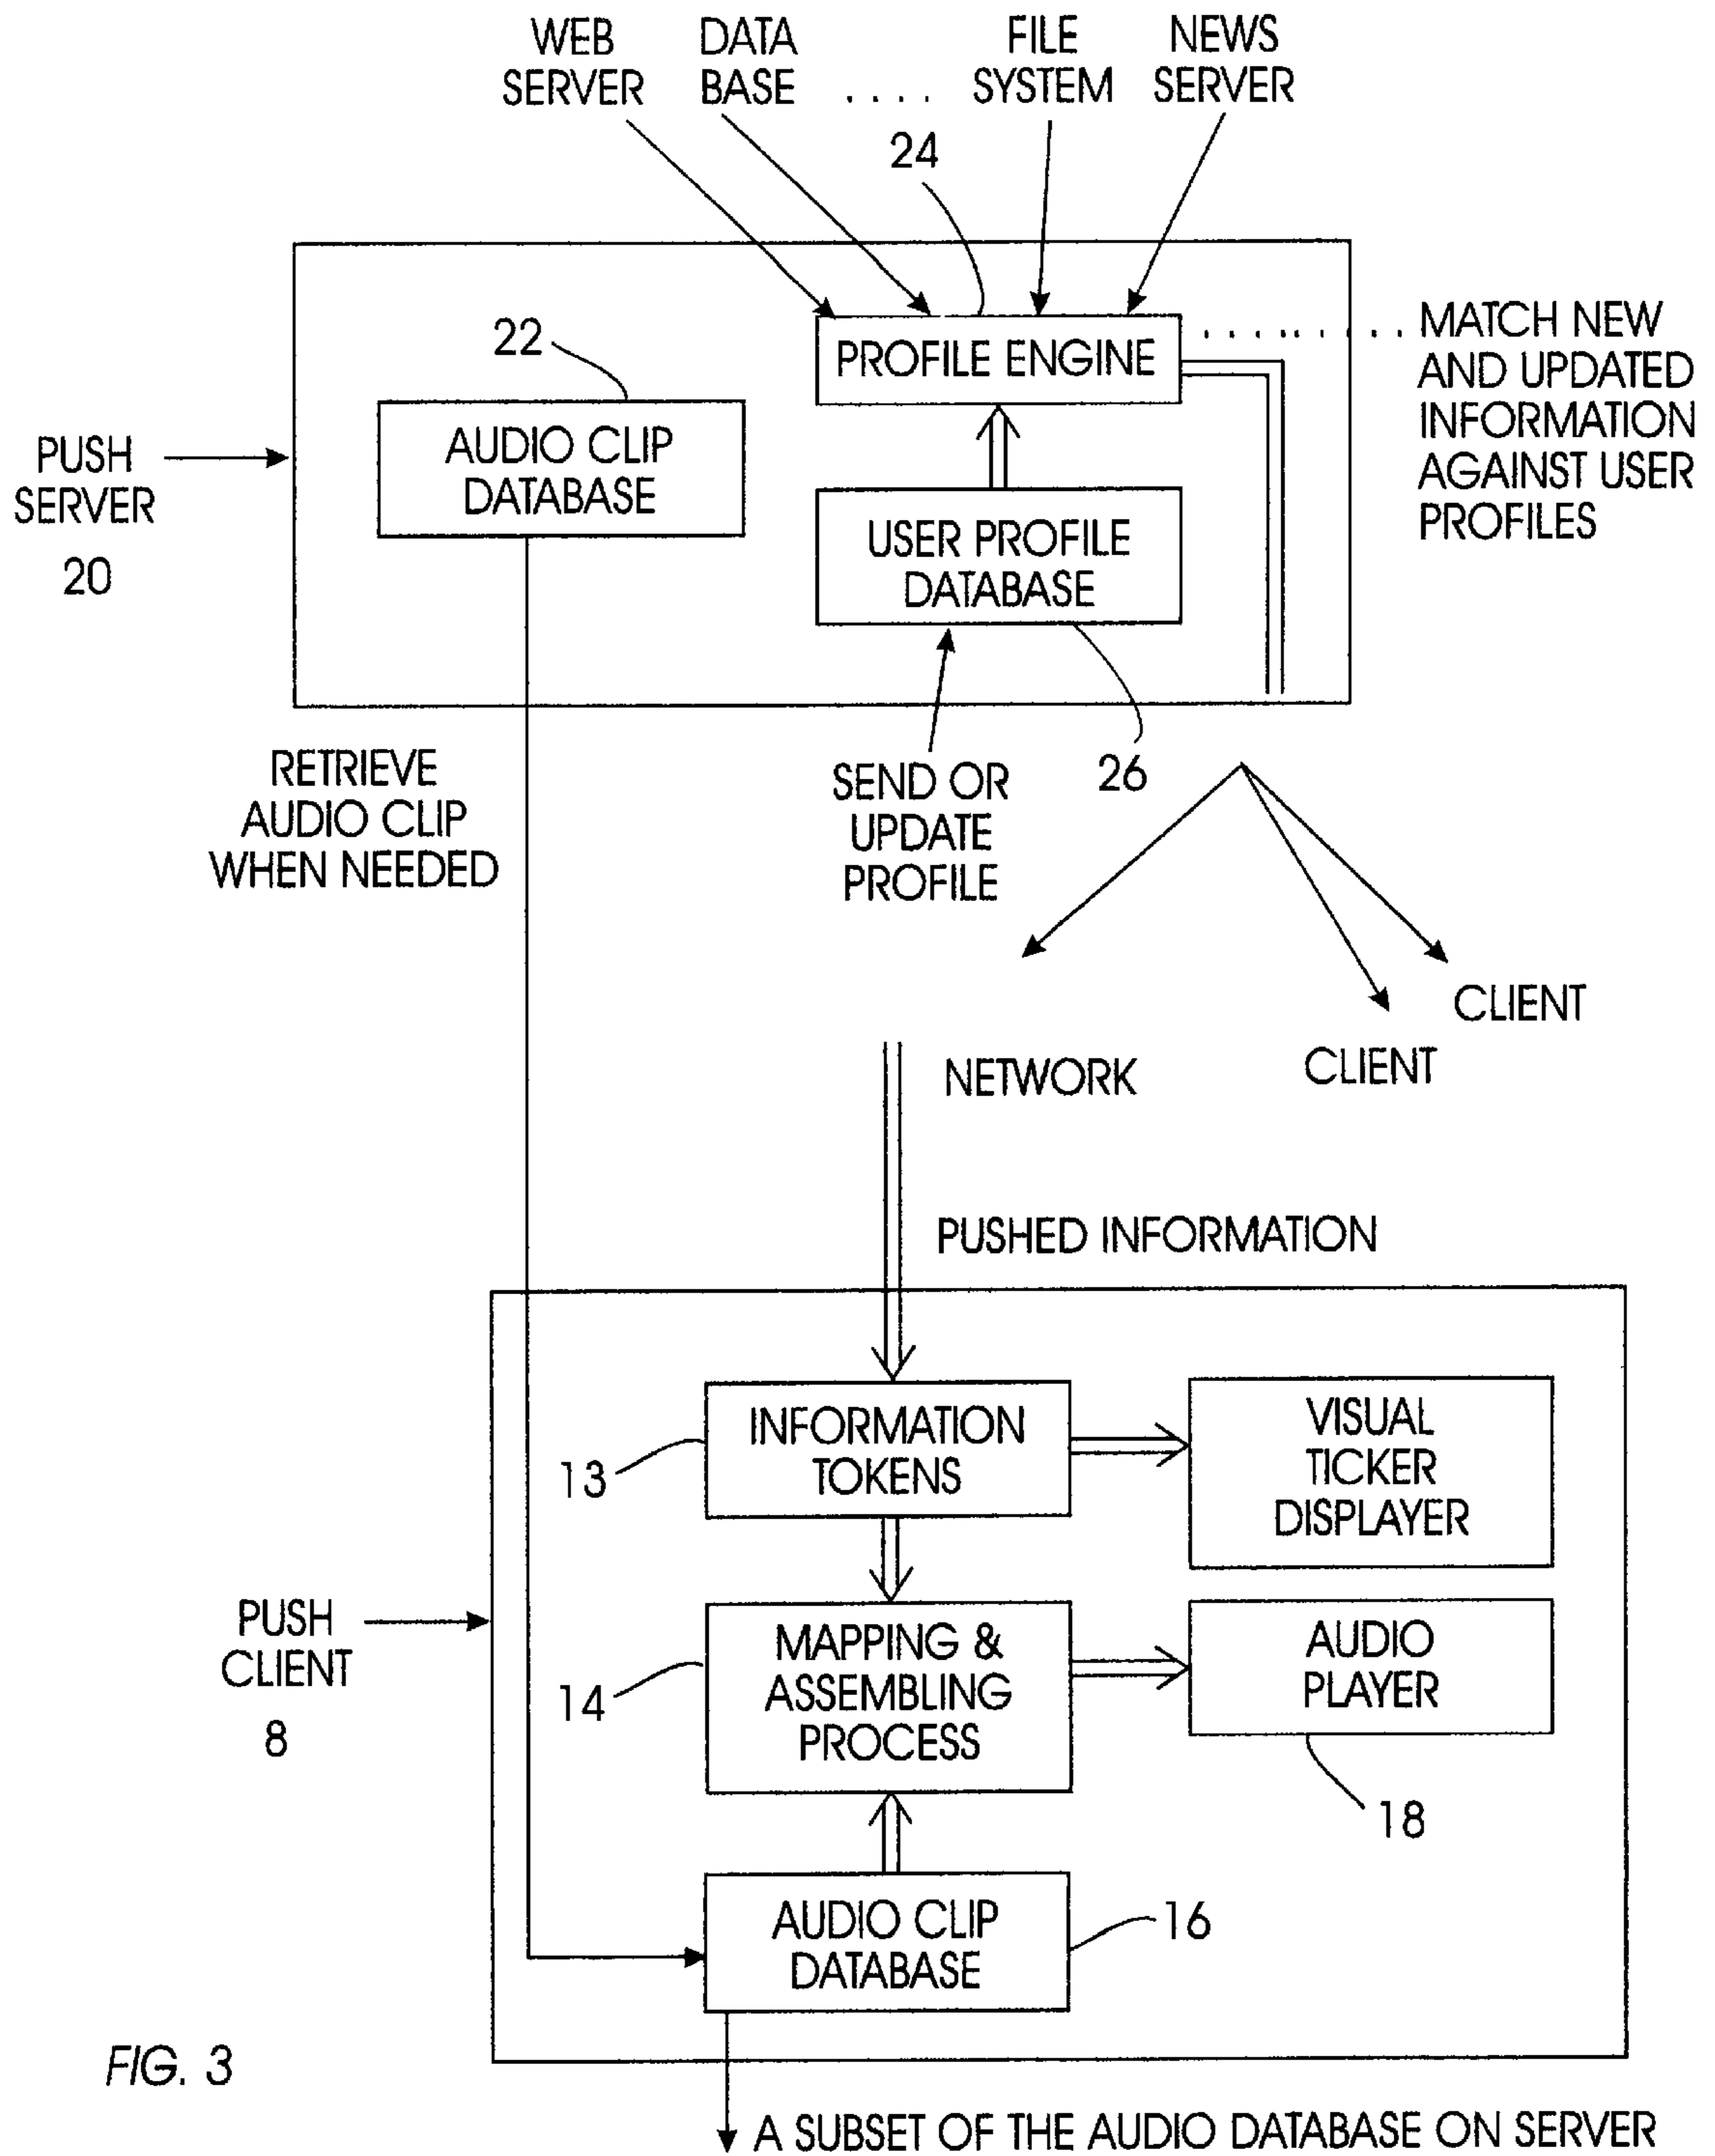 WEB
SERVER
DATA
BASE
. . . .
FILE
SYSTEM
NEWS
SERVER
24
22
PROFILE ENGINE
MATCH NEW
AND UPDATED
INFORMATION
AGAINST USER
PROFILES
AUDIO CLIP
DATABASE
PUSH
SERVER
20
USER PROFILE
DATABASE
26
RETRIEVE
AUDIO CLIP
WHEN NEEDED
SEND OR
UPDATE
PROFILE
CLIENT
CLIENT
NETWORK
PUSHED INFORMATION
INFORMATION
TOKENS
13
VISUAL
TICKER
DISPLAYER
PUSH
CLIENT
8
MAPPING &
ASSEMBLING
PROCESS
14
AUDIO
PLAYER
18
AUDIO CLIP
DATABASE
16
FIG. 3
A SUBSET OF THE AUDIO DATABASE ON SERVER